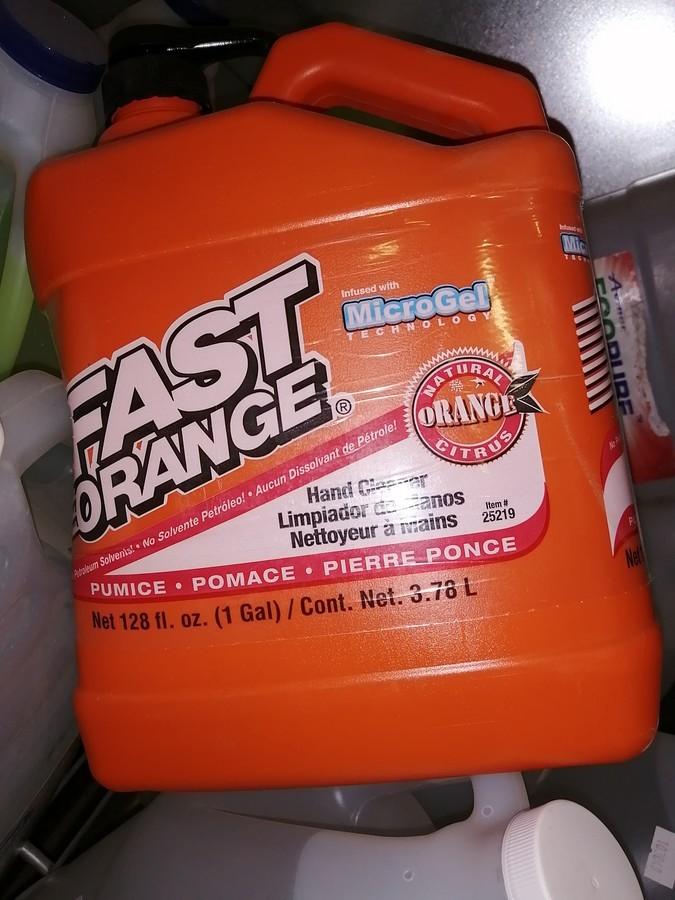 Infused with
MicroGel
TECHNOLOGY
FAST
ORANGE®
NATURAL
ORANGE
CITRUS
Petroleum Solvents! • No Solvente Petróleo! • Aucun Dissolvant de Pétrole!
Hand Cleaner
Limpiador de Manos
Nettoyeur à Mains
Item #
25219
PUMICE • POMACE • PIERRE PONCE
Net 128 fl. oz. (1 Gal) / Cont. Net. 3.78 L
Infused